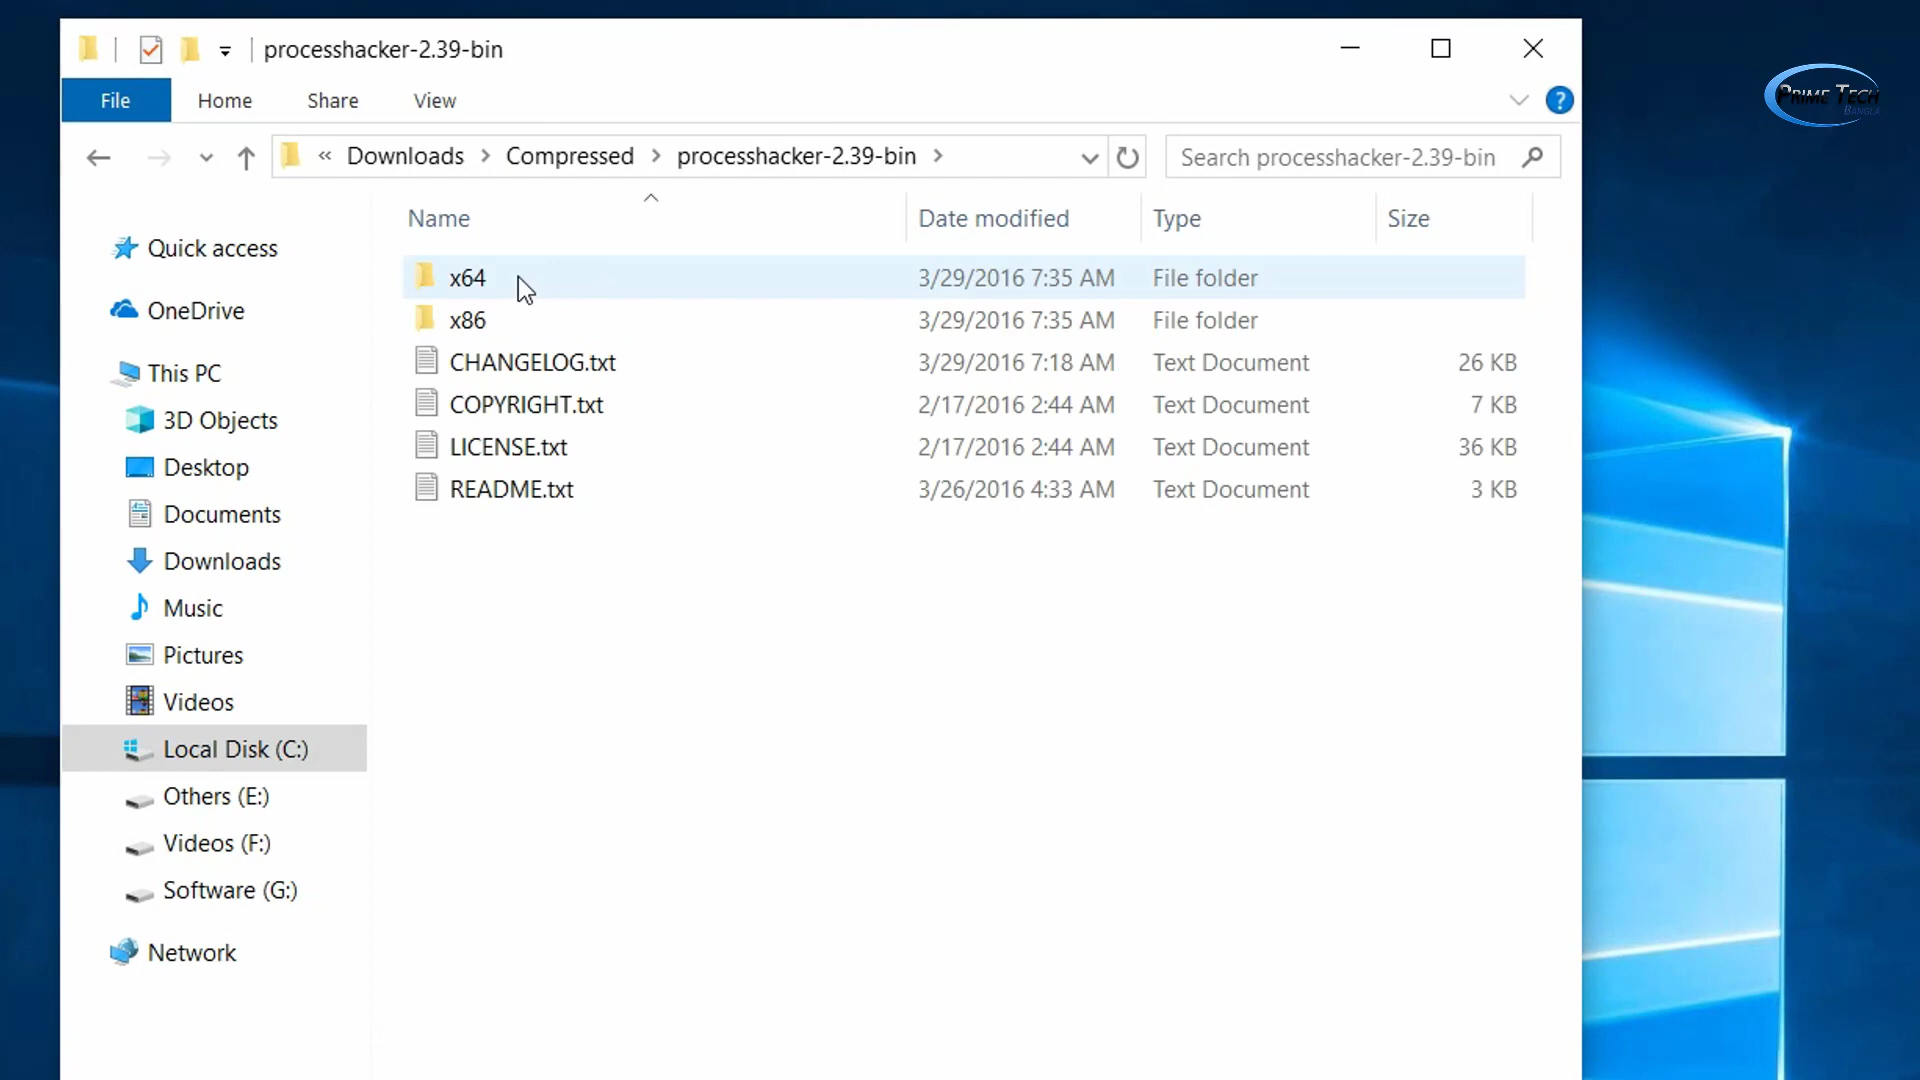 processhacker-2.39-bin
File Home Share View
« Downloads > Compressed > processhacker-2.39-bin >
Search processhacker-2.39-bin
PRIME TECH
BANGLA
Name Date modified Type Size
x64 3/29/2016 7:35 AM File folder
x86 3/29/2016 7:35 AM File folder
CHANGELOG.txt 3/29/2016 7:18 AM Text Document 26 KB
COPYRIGHT.txt 2/17/2016 2:44 AM Text Document 7 KB
LICENSE.txt 2/17/2016 2:44 AM Text Document 36 KB
README.txt 3/26/2016 4:33 AM Text Document 3 KB
Quick access
OneDrive
This PC
3D Objects
Desktop
Documents
Downloads
Music
Pictures
Videos
Local Disk (C:)
Others (E:)
Videos (F:)
Software (G:)
Network